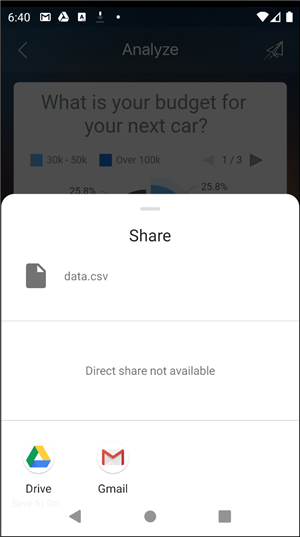 6:40
Analyze
What is your budget for
your next car?
30k - 50k
Over 100k
1 / 3
25.8%
25.8%
Share
data.csv
Direct share not available
Drive
Gmail